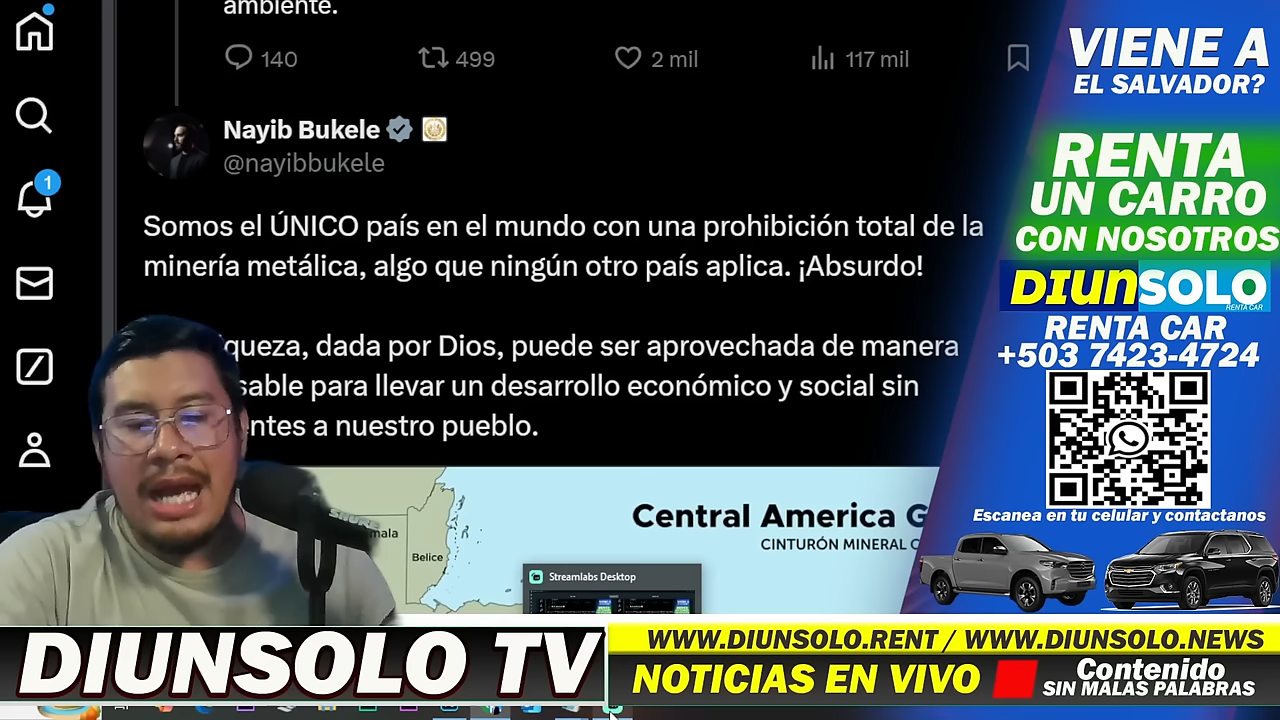 ambiente.
140
499
2 mil
117 mil
Nayib Bukele
@nayibbukele
1
Somos el ÚNICO país en el mundo con una prohibición total de la
minería metálica, algo que ningún otro país aplica. ¡Absurdo!
queza, dada por Dios, puede ser aprovechada de manera
sable para llevar un desarrollo económico y social sin
ntes a nuestro pueblo.
Central America G
CINTURÓN MINERAL
mala
Belice
Streamlabs Desktop
VIENE A
EL SALVADOR?
RENTA
UN CARRO
CON NOSOTROS
DIUNSOLO
RENTA CAR
RENTA CAR
+503 7423-4724
Escanea en tu celular y contactanos
DIUNSOLO TV
WWW.DIUNSOLO.RENT / WWW.DIUNSOLO.NEWS
NOTICIAS EN VIVO
Contenido
SIN MALAS PALABRAS